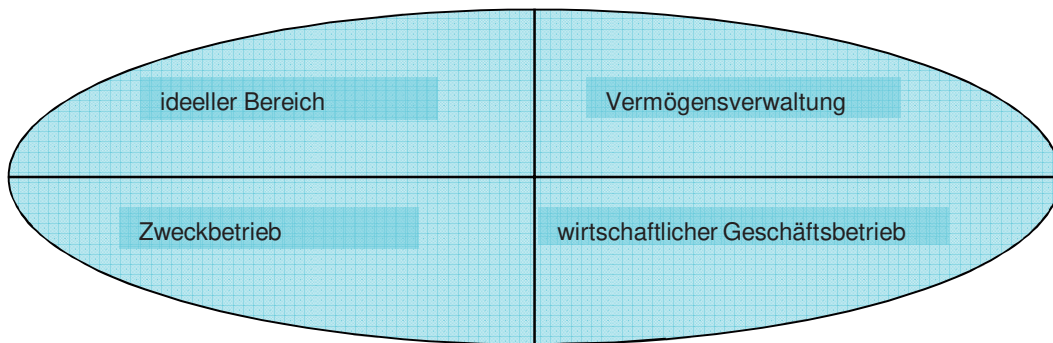 ideeller Bereich
Vermögensverwaltung
Zweckbetrieb
wirtschaftlicher Geschäftsbetrieb